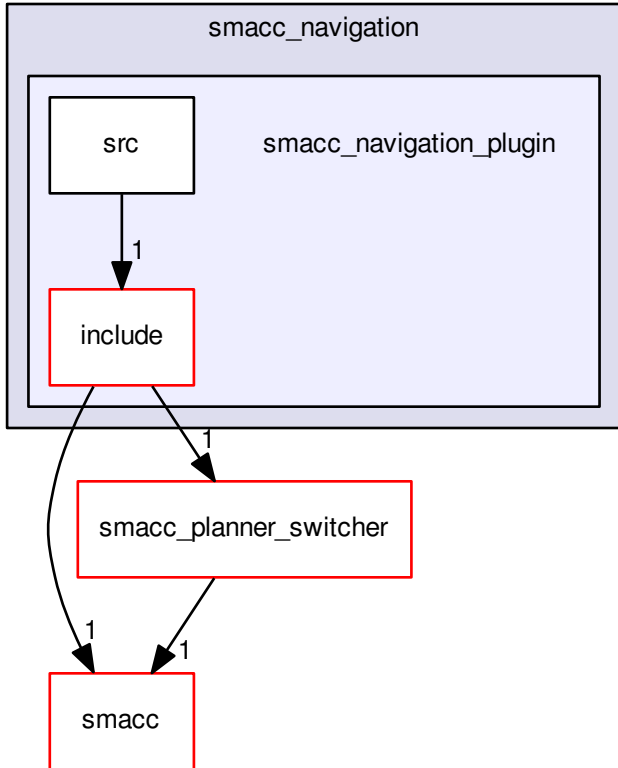 smacc_navigation
src
smacc_navigation_plugin
1
include
1
smacc_planner_switcher
1
1
smacc